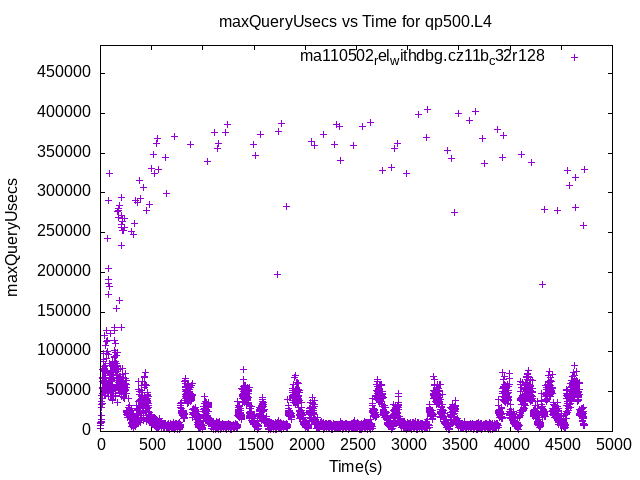 maxQueryUsecs vs Time for qp500.L4
ma110502relwithdbg.cz11bc32r128
450000
400000
350000
300000
250000
200000
150000
100000
50000
0
maxQueryUsecs
0 500 1000 1500 2000 2500 3000 3500 4000 4500 5000
Time(s)